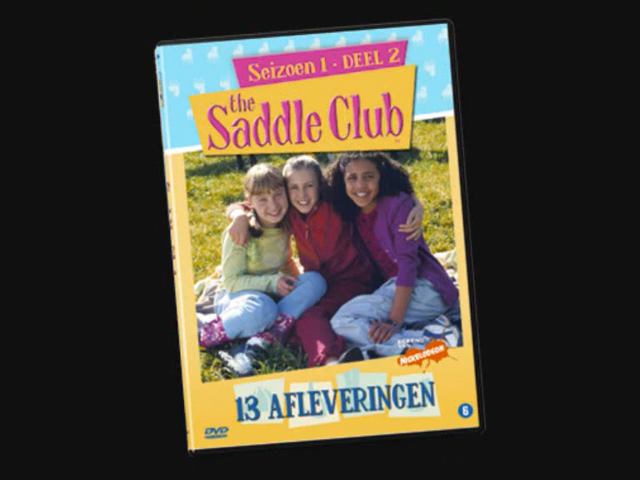 Seizoen 1 - DEEL 2
the
Saddle Club
NICKELODEON
13 AFLEVERINGEN
DVD
6